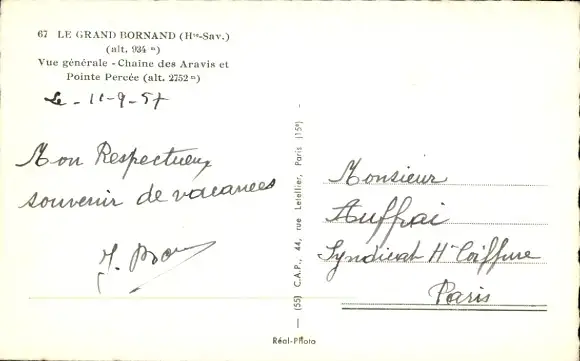 67 LE GRAND BORNAND (Hte-Sav.)
(alt. 934 m)
Vue générale - Chaîne des Aravis et
Pointe Percée (alt. 2752 m)
Le - 11-9-57
Mon Respectueux
souvenir de vacances
J.
(55) C.A.P., 44, rue Letellier, Paris (15e)
Réal-Photo
Monsieur
Auffrai
Syndicat Hte Coiffure
Paris